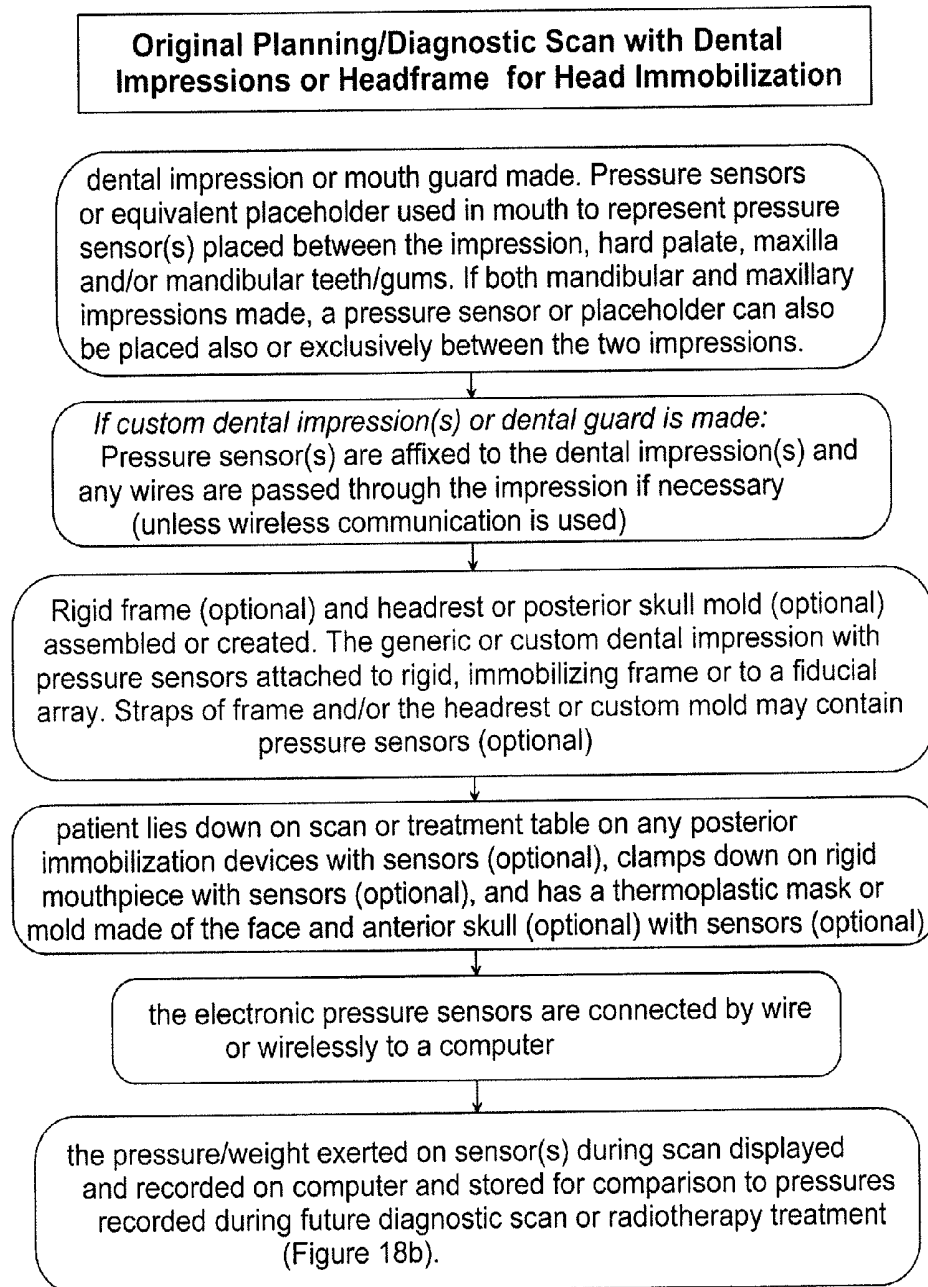 Original Planning/Diagnostic Scan with Dental
Impressions or Headframe for Head Immobilization
dental impression or mouth guard made. Pressure sensors
or equivalent placeholder used in mouth to represent pressure
sensor(s) placed between the impression, hard palate, maxilla
and/or mandibular teeth/gums. If both mandibular and maxillary
impressions made, a pressure sensor or placeholder can also
be placed also or exclusively between the two impressions.
If custom dental impression(s) or dental guard is made:
Pressure sensor(s) are affixed to the dental impression(s) and
any wires are passed through the impression if necessary
(unless wireless communication is used)
Rigid frame (optional) and headrest or posterior skull mold (optional)
assembled or created. The generic or custom dental impression with
pressure sensors attached to rigid, immobilizing frame or to a fiducial
array. Straps of frame and/or the headrest or custom mold may contain
pressure sensors (optional)
patient lies down on scan or treatment table on any posterior
immobilization devices with sensors (optional), clamps down on rigid
mouthpiece with sensors (optional), and has a thermoplastic mask or
mold made of the face and anterior skull (optional) with sensors (optional)
the electronic pressure sensors are connected by wire
or wirelessly to a computer
the pressure/weight exerted on sensor(s) during scan displayed
and recorded on computer and stored for comparison to pressures
recorded during future diagnostic scan or radiotherapy treatment
(Figure 18b).